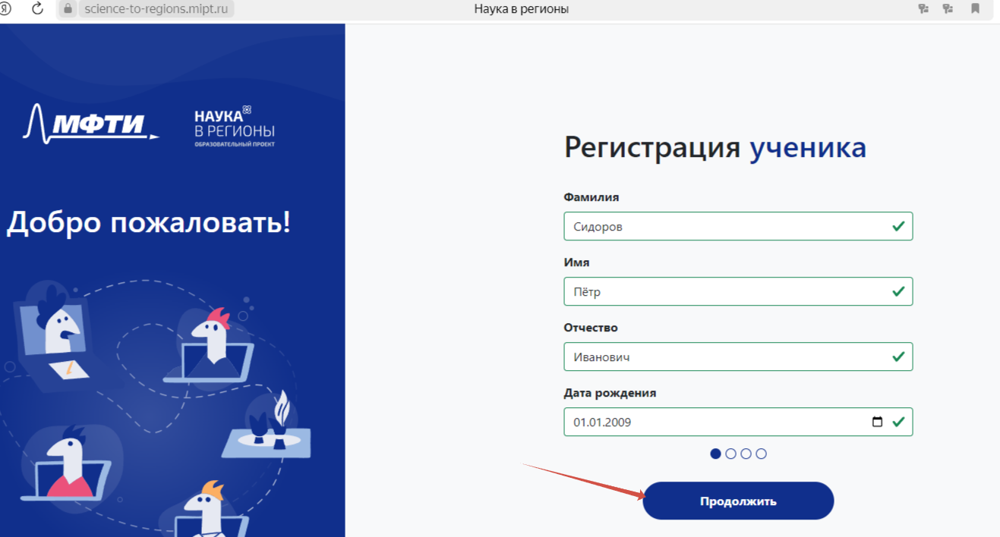 science-to-regions.mipt.ru
Наука в регионы
МФТИ
НАУКА
В РЕГИОНЫ
ОБРАЗОВАТЕЛЬНЫЙ ПРОЕКТ
Добро пожаловать!
Регистрация ученика
Фамилия
Сидоров
Имя
Пётр
Отчество
Иванович
Дата рождения
01.01.2009
Продолжить